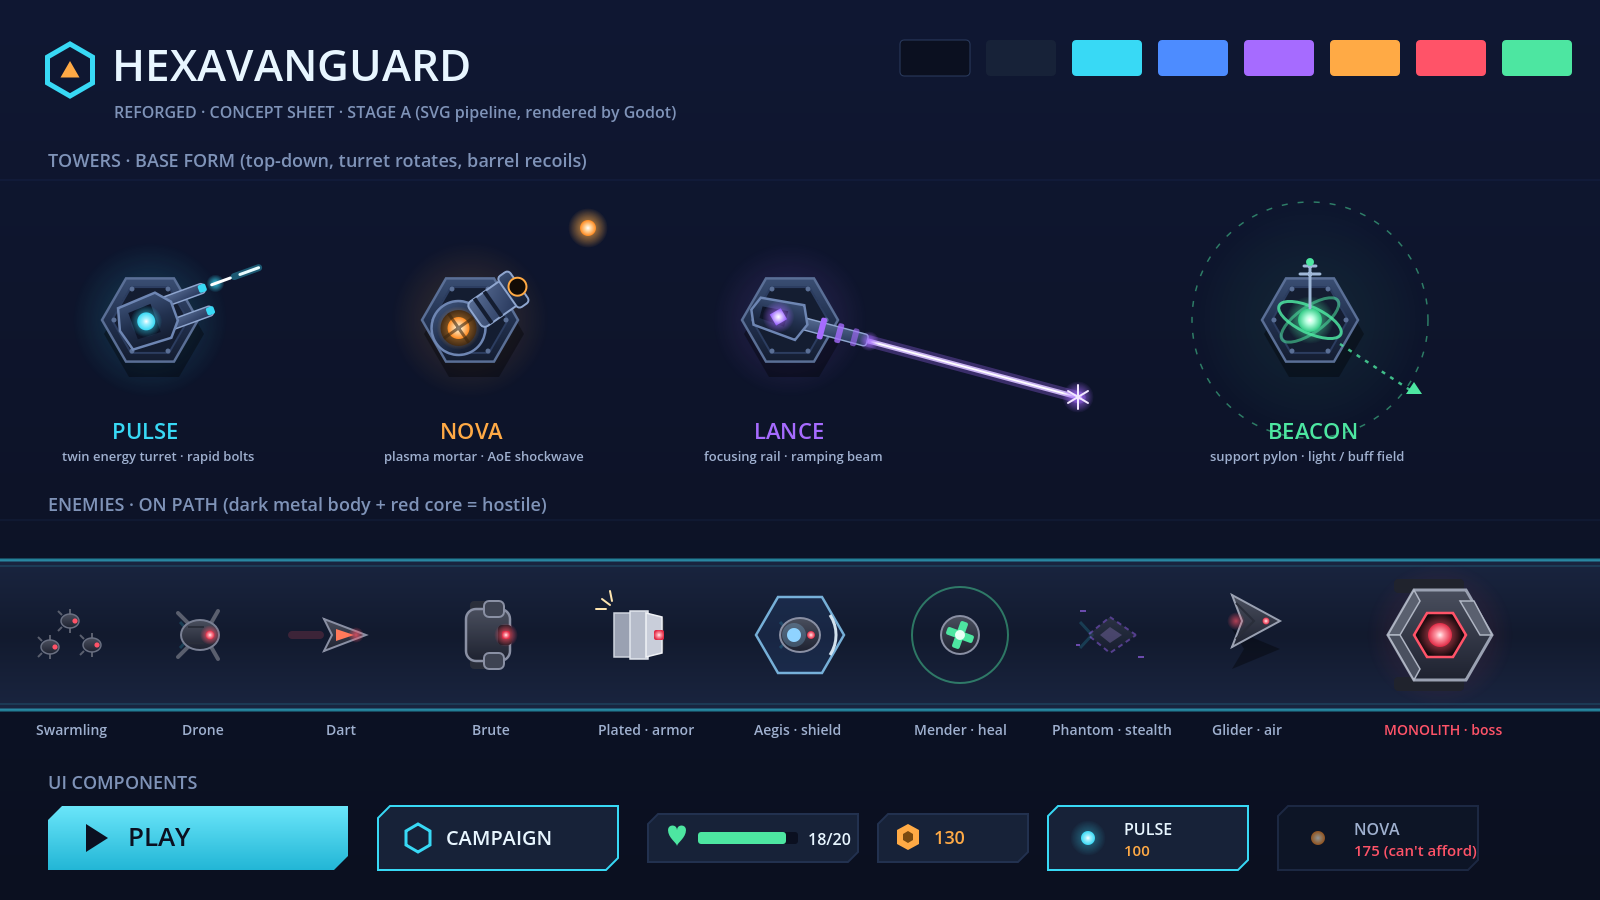 HEXAVANGUARD
REFORGED · CONCEPT SHEET · STAGE A (SVG pipeline, rendered by Godot)
TOWERS · BASE FORM (top-down, turret rotates, barrel recoils)
PULSE
twin energy turret · rapid bolts
NOVA
plasma mortar · AoE shockwave
LANCE
focusing rail · ramping beam
BEACON
support pylon · light / buff field
ENEMIES · ON PATH (dark metal body + red core = hostile)
Swarmling
Drone
Dart
Brute
Plated · armor
Aegis · shield
Mender · heal
Phantom · stealth
Glider · air
MONOLITH · boss
UI COMPONENTS
PLAY
CAMPAIGN
18/20
130
PULSE
100
NOVA
175 (can't afford)